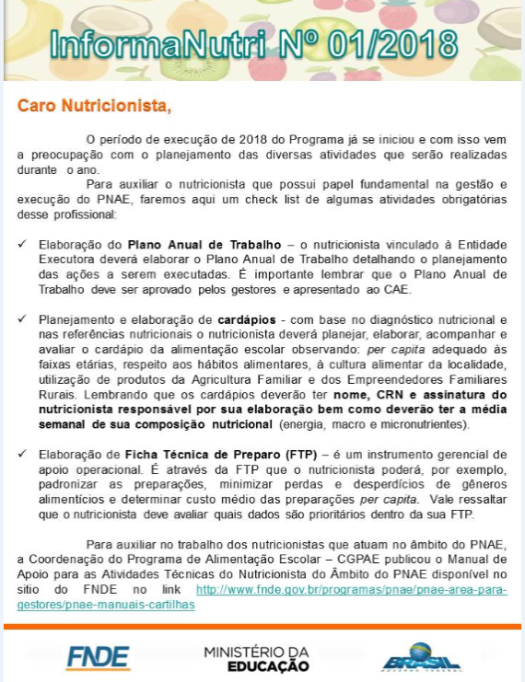 InformaNutri Nº 01/2018
Caro Nutricionista,
O período de execução de 2018 do Programa já se iniciou e com isso vem
a preocupação com o planejamento das diversas atividades que serão realizadas
durante o ano.
Para auxiliar o nutricionista que possui papel fundamental na gestão e
execução do PNAE, faremos aqui um check list de algumas atividades obrigatórias
desse profissional:
✓ Elaboração do Plano Anual de Trabalho – o nutricionista vinculado à Entidade
Executora deverá elaborar o Plano Anual de Trabalho detalhando o planejamento
das ações a serem executadas. É importante lembrar que o Plano Anual de
Trabalho deve ser aprovado pelos gestores e apresentado ao CAE.
✓ Planejamento e elaboração de cardápios - com base no diagnóstico nutricional e
nas referências nutricionais o nutricionista deverá planejar, elaborar, acompanhar e
avaliar o cardápio da alimentação escolar observando: per capita adequado às
faixas etárias, respeito aos hábitos alimentares, à cultura alimentar da localidade,
utilização de produtos da Agricultura Familiar e dos Empreendedores Familiares
Rurais. Lembrando que os cardápios deverão ter nome, CRN e assinatura do
nutricionista responsável por sua elaboração bem como deverão ter a média
semanal de sua composição nutricional (energia, macro e micronutrientes).
✓ Elaboração de Ficha Técnica de Preparo (FTP) – é um instrumento gerencial de
apoio operacional. É através da FTP que o nutricionista poderá, por exemplo,
padronizar as preparações, minimizar perdas e desperdícios de gêneros
alimentícios e determinar custo médio das preparações per capita. Vale ressaltar
que o nutricionista deve avaliar quais dados são prioritários dentro da sua FTP.
Para auxiliar no trabalho dos nutricionistas que atuam no âmbito do PNAE,
a Coordenação do Programa de Alimentação Escolar – CGPAE publicou o Manual de
Apoio para as Atividades Técnicas do Nutricionista do Âmbito do PNAE disponível no
sitio do FNDE no link http://www.fnde.gov.br/programas/pnae/pnae-area-para-
gestores/pnae-manuais-cartilhas
FNDE
MINISTÉRIO DA
EDUCAÇÃO
BRASIL